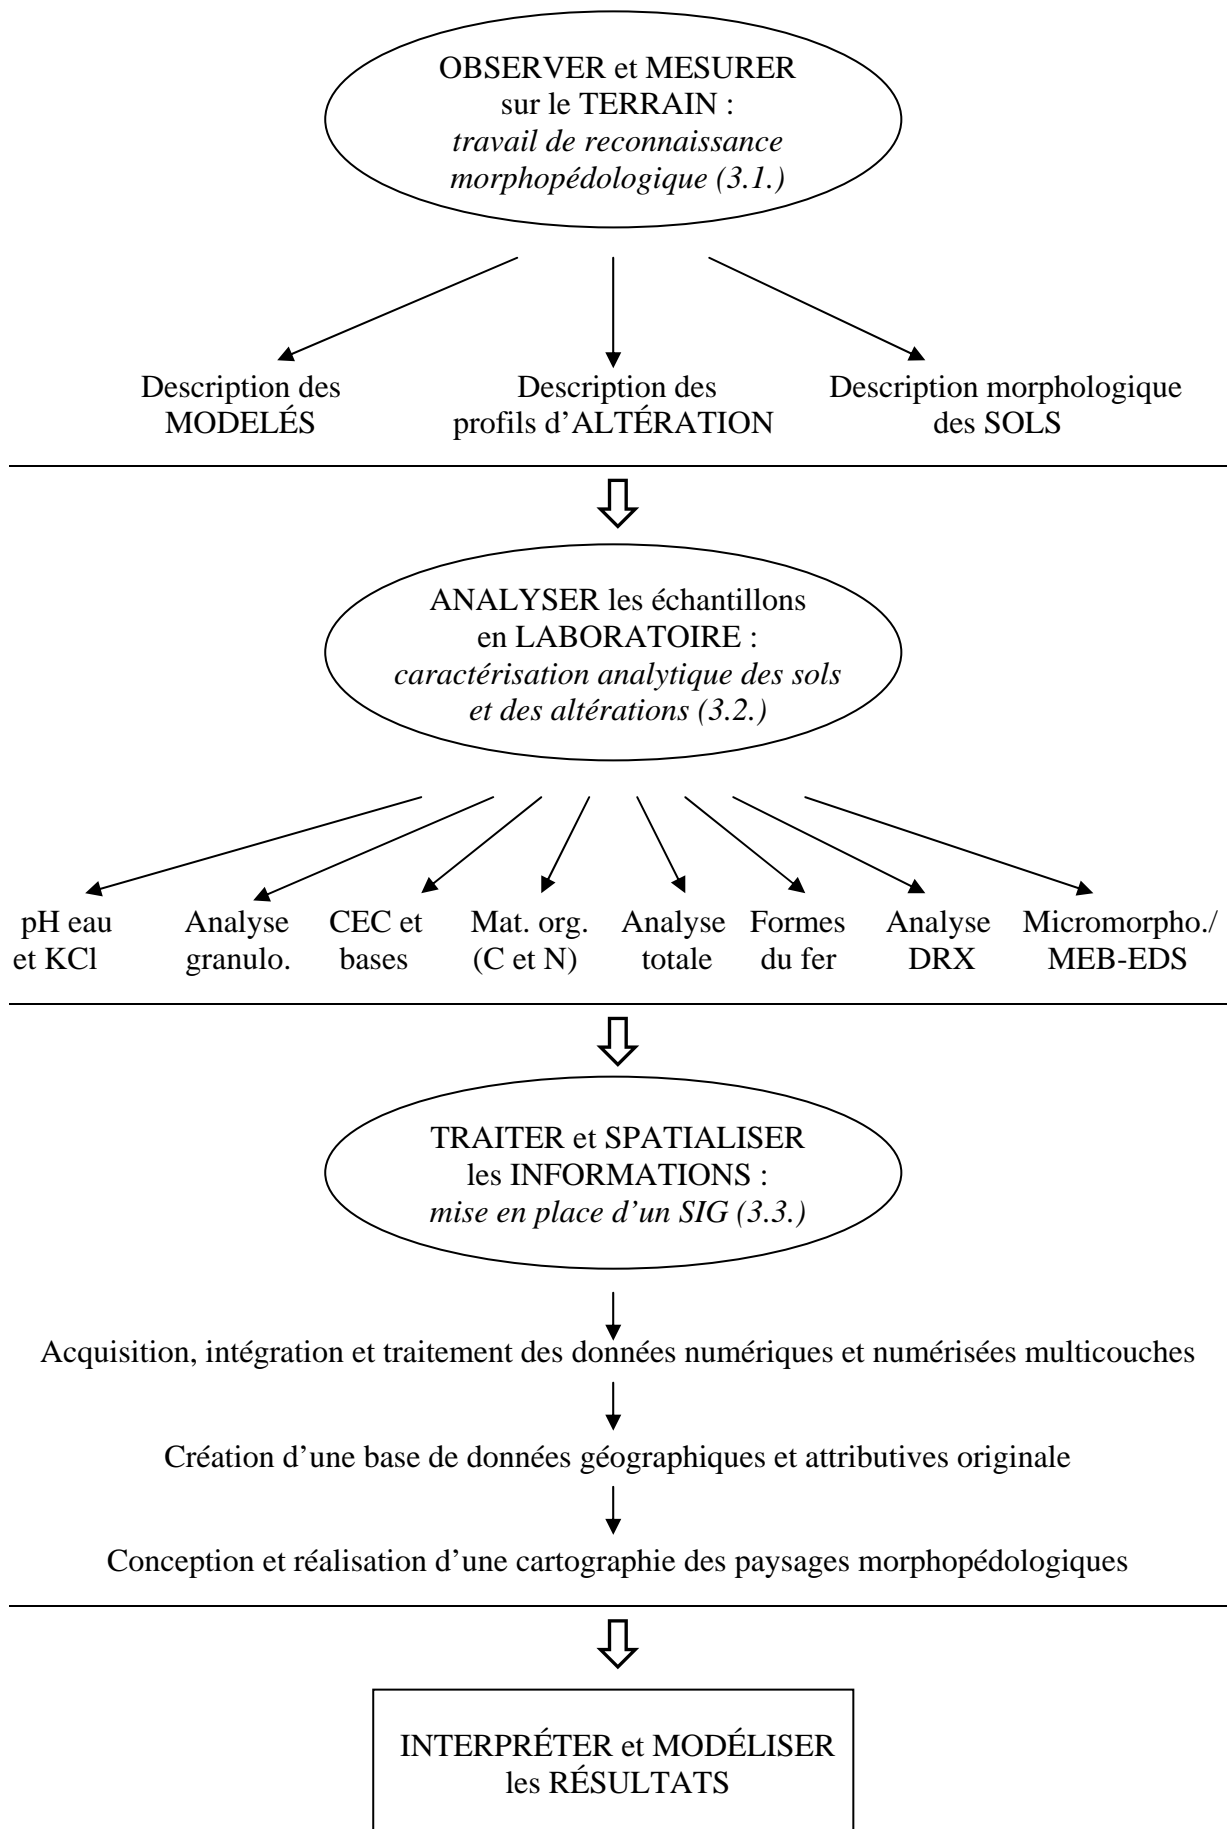 OBSERVER et MESURER
sur le TERRAIN :
travail de reconnaissance
morphopédologique (3.1.)
Description des
MODELÉS
Description des
profils d’ALTÉRATION
Description morphologique
des SOLS
ANALYSER les échantillons
en LABORATOIRE :
caractérisation analytique des sols
et des altérations (3.2.)
pH eau
et KCl
Analyse
granulo.
CEC et
bases
Mat. org.
(C et N)
Analyse
totale
Formes
du fer
Analyse
DRX
Micromorpho./
MEB-EDS
TRAITER et SPATIALISER
les INFORMATIONS :
mise en place d’un SIG (3.3.)
Acquisition, intégration et traitement des données numériques et numérisées multicouches
Création d’une base de données géographiques et attributives originale
Conception et réalisation d’une cartographie des paysages morphopédologiques
INTERPRÉTER et MODÉLISER
les RÉSULTATS